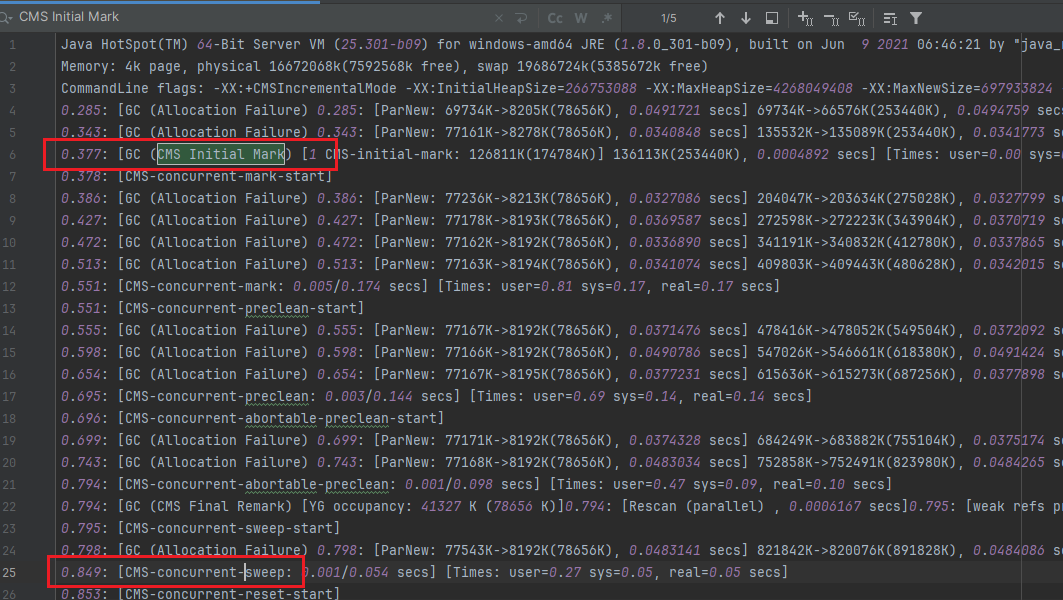 CMS Initial Mark Cc W .* 1/5
1 Java HotSpot(TM) 64-Bit Server VM (25.301-b09) for windows-amd64 JRE (1.8.0_301-b09), built on Jun  9 2021 06:46:21 by "java_
2 Memory: 4k page, physical 16672068k(7592568k free), swap 19686724k(5385672k free)
3 CommandLine flags: -XX:+CMSIncrementalMode -XX:InitialHeapSize=266753088 -XX:MaxHeapSize=4268049408 -XX:MaxNewSize=697933824
4 0.285: [GC (Allocation Failure) 0.285: [ParNew: 69734K->8205K(78656K), 0.0491721 secs] 69734K->66576K(253440K), 0.0494759 sec
5 0.343: [GC (Allocation Failure) 0.343: [ParNew: 77161K->8278K(78656K), 0.0340848 secs] 135532K->135089K(253440K), 0.0341773 s
6 0.377: [GC (CMS Initial Mark) [1 CMS-initial-mark: 126811K(174784K)] 136113K(253440K), 0.0004892 secs] [Times: user=0.00 sys=
7 0.378: [CMS-concurrent-mark-start]
8 0.386: [GC (Allocation Failure) 0.386: [ParNew: 77236K->8213K(78656K), 0.0327086 secs] 204047K->203634K(275028K), 0.0327799 s
9 0.427: [GC (Allocation Failure) 0.427: [ParNew: 77178K->8193K(78656K), 0.0369587 secs] 272598K->272223K(343904K), 0.0370719 s
10 0.472: [GC (Allocation Failure) 0.472: [ParNew: 77162K->8192K(78656K), 0.0336890 secs] 341191K->340832K(412780K), 0.0337865 s
11 0.513: [GC (Allocation Failure) 0.513: [ParNew: 77163K->8194K(78656K), 0.0341074 secs] 409803K->409443K(480628K), 0.0342015 s
12 0.551: [CMS-concurrent-mark: 0.005/0.174 secs] [Times: user=0.81 sys=0.17, real=0.17 secs]
13 0.551: [CMS-concurrent-preclean-start]
14 0.555: [GC (Allocation Failure) 0.555: [ParNew: 77167K->8192K(78656K), 0.0371476 secs] 478416K->478052K(549504K), 0.0372092 s
15 0.598: [GC (Allocation Failure) 0.598: [ParNew: 77166K->8192K(78656K), 0.0490786 secs] 547026K->546661K(618380K), 0.0491424 s
16 0.654: [GC (Allocation Failure) 0.654: [ParNew: 77167K->8195K(78656K), 0.0377231 secs] 615636K->615273K(687256K), 0.0377898 s
17 0.695: [CMS-concurrent-preclean: 0.003/0.144 secs] [Times: user=0.69 sys=0.14, real=0.14 secs]
18 0.696: [CMS-concurrent-abortable-preclean-start]
19 0.699: [GC (Allocation Failure) 0.699: [ParNew: 77171K->8192K(78656K), 0.0374328 secs] 684249K->683882K(755104K), 0.0375174 s
20 0.743: [GC (Allocation Failure) 0.743: [ParNew: 77168K->8192K(78656K), 0.0483034 secs] 752858K->752491K(823980K), 0.0484265 s
21 0.794: [CMS-concurrent-abortable-preclean: 0.001/0.098 secs] [Times: user=0.47 sys=0.09, real=0.10 secs]
22 0.794: [GC (CMS Final Remark) [YG occupancy: 41327 K (78656 K)]0.794: [Rescan (parallel) , 0.0006167 secs]0.795: [weak refs p
23 0.795: [CMS-concurrent-sweep-start]
24 0.798: [GC (Allocation Failure) 0.798: [ParNew: 77543K->8192K(78656K), 0.0483141 secs] 821842K->820076K(891828K), 0.0484086 s
25 0.849: [CMS-concurrent-sweep: 0.001/0.054 secs] [Times: user=0.27 sys=0.05, real=0.05 secs]
26 0.853: [CMS-concurrent-reset-start]